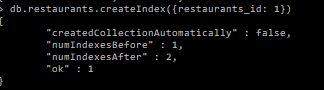 > db.restaurants.createIndex({restaurants_id: 1})
{
"createdCollectionAutomatically" : false,
"numIndexesBefore" : 1,
"numIndexesAfter" : 2,
"ok" : 1
}